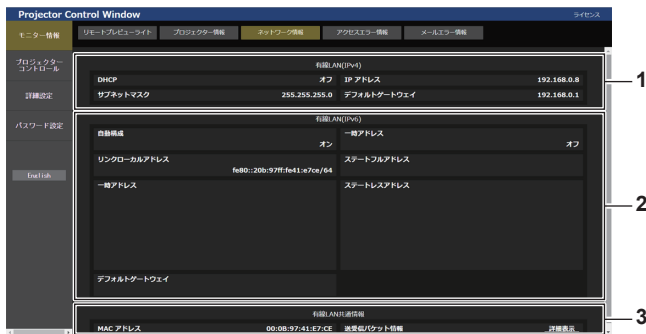 Projector Control Window
ライセンス
モニター情報
リモートプレビューライト
プロジェクター情報
ネットワーク情報
アクセスエラー情報
メールエラー情報
プロジェクター
コントロール
詳細設定
パスワード設定
English
有線LAN(IPv4)
DHCP オフ IP アドレス 192.168.0.8
サブネットマスク 255.255.255.0 デフォルトゲートウェイ 192.168.0.1
1
有線LAN(IPv6)
自動構成 オン 一時アドレス オフ
リンクローカルアドレス ステートフルアドレス
fe80::20b:97ff:fe41:e7ce/64
一時アドレス ステートレスアドレス
デフォルトゲートウェイ
2
有線LAN共通情報
MAC アドレス 00:0B:97:41:E7:CE 送受信パケット情報 詳細表示
3